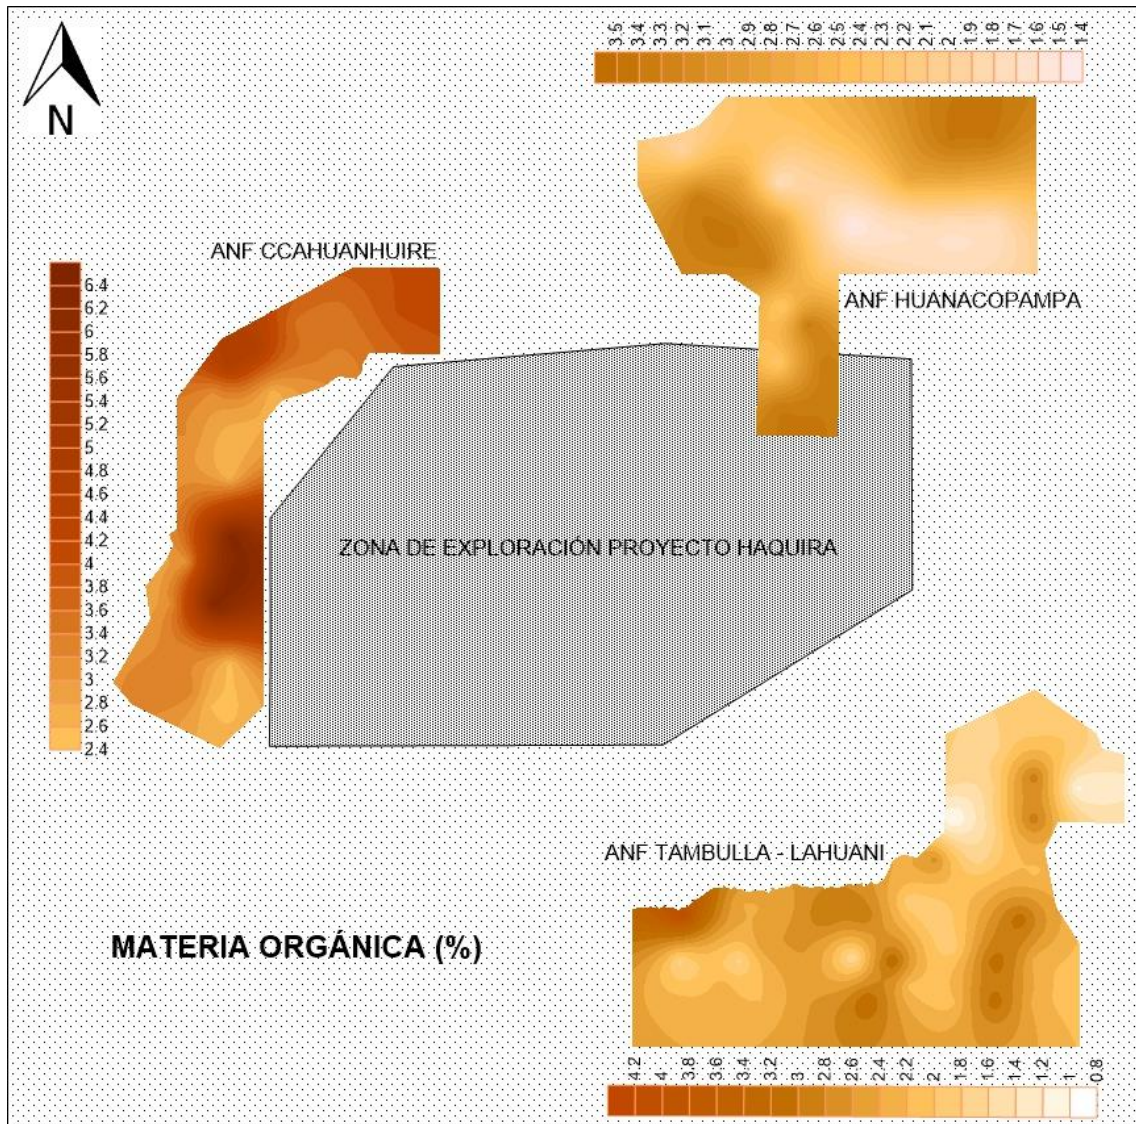 3.5 3.4 3.3 3.2 3.1 3 2.9 2.8 2.7 2.6 2.5 2.4 2.3 2.2 2.1 2 1.9 1.8 1.7 1.6 1.5 1.4
N
ANF CCAHUANHUIRE
6.4
6.2
6
5.8
5.6
5.4
5.2
5
4.8
4.6
4.4
4.2
4
3.8
3.6
3.4
3.2
3
2.8
2.6
2.4
ANF HUANACOPAMPA
ZONA DE EXPLORACIÓN PROYECTO HAQUIRA
ANF TAMBULLA - LAHUANI
MATERIA ORGÁNICA (%)
4.2 4 3.8 3.6 3.4 3.2 3 2.8 2.6 2.4 2.2 2 1.8 1.6 1.4 1.2 1 0.8